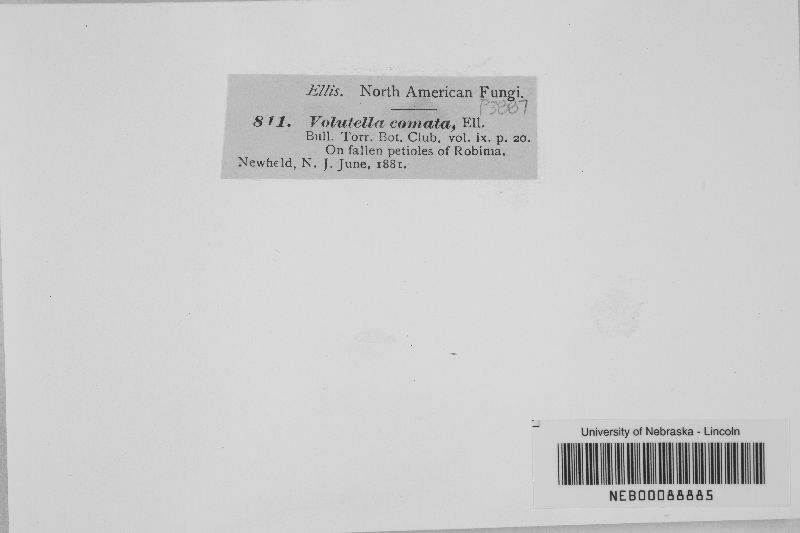 Ellis. North American Fungi.
P3887
811. Volutella comata, Ell.
Bull. Torr. Bot. Club, vol. ix. p. 20.
On fallen petioles of Robinia.
Newfield, N. J. June, 1881.
University of Nebraska - Lincoln
NEB00088885